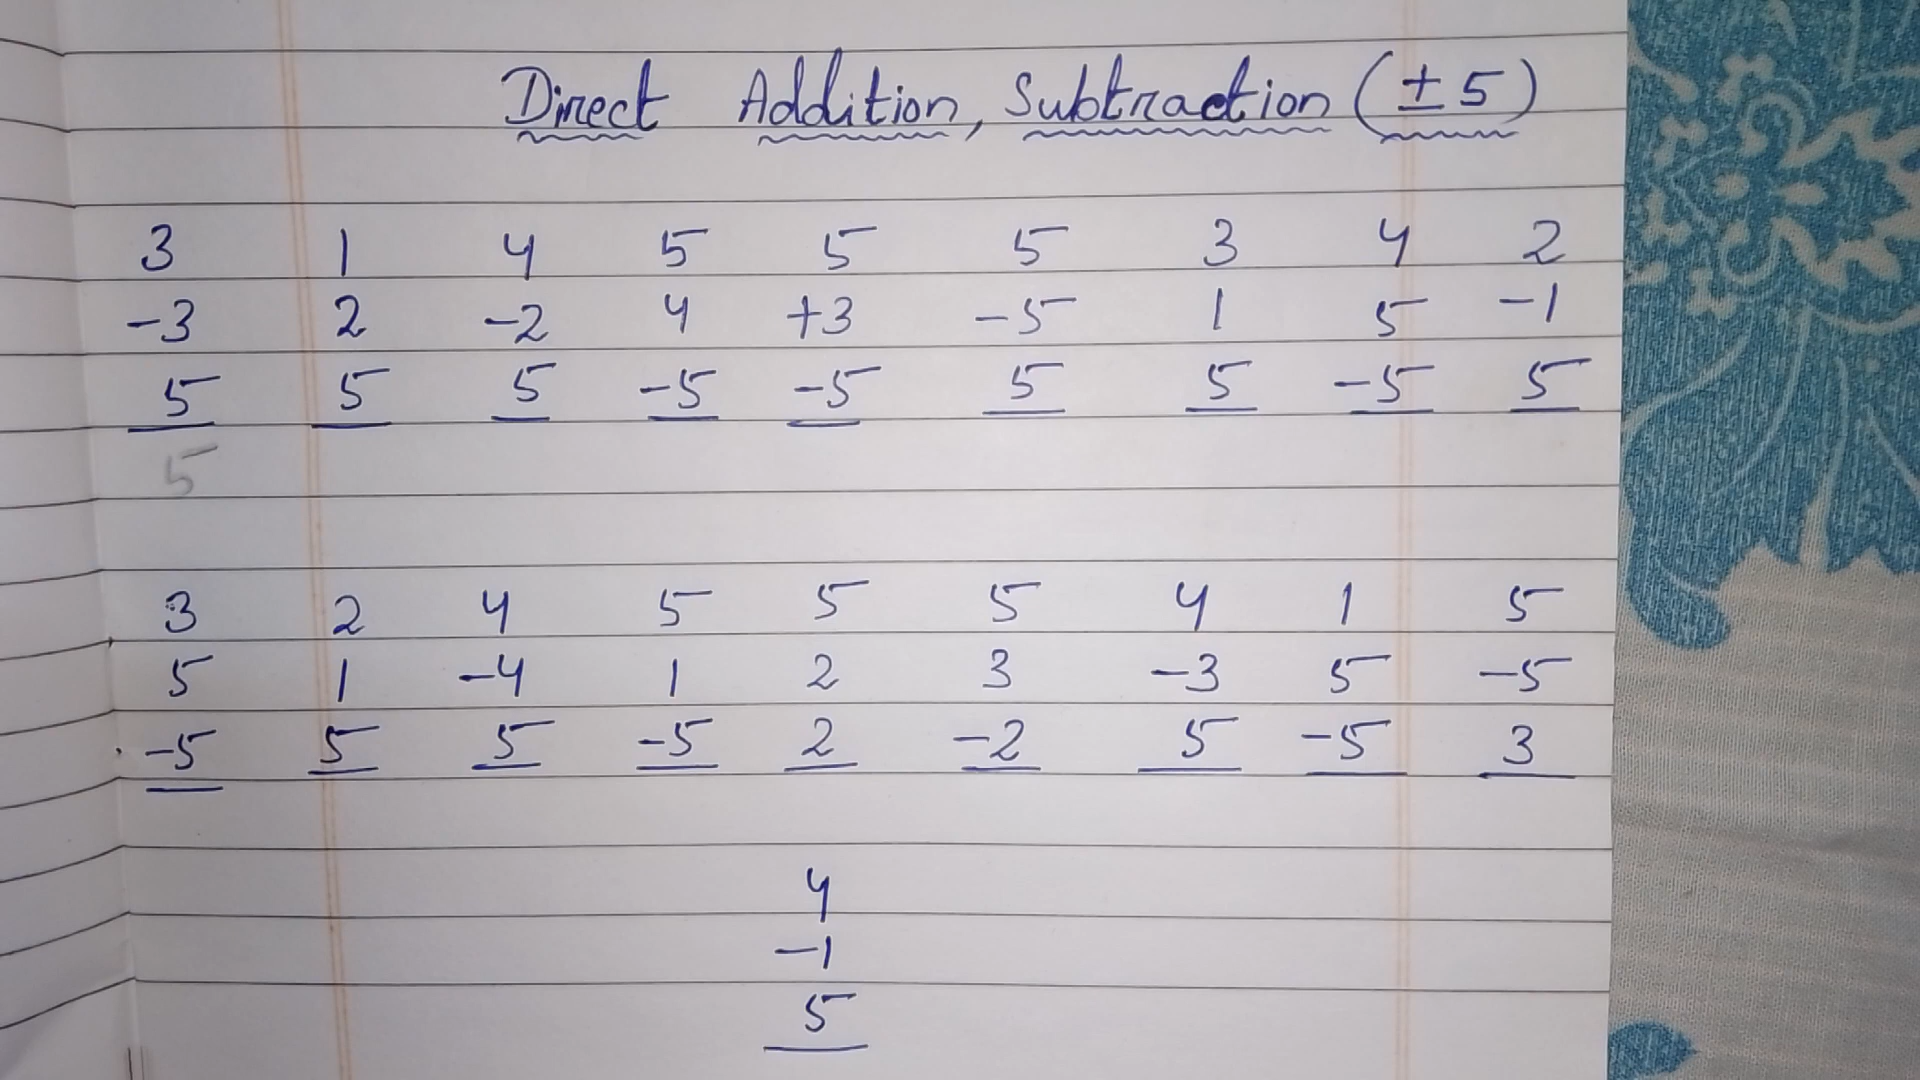 Direct Addition, Subtraction (±5)
3 1 4 5 5 5 3 4 2
-3 2 -2 4 +3 -5 1 5 -1
5 5 5 -5 -5 5 5 -5 5
5
3 2 4 5 5 5 4 1 5
5 1 -4 1 2 3 -3 5 -5
-5 5 5 -5 2 -2 5 -5 3
4
-1
5